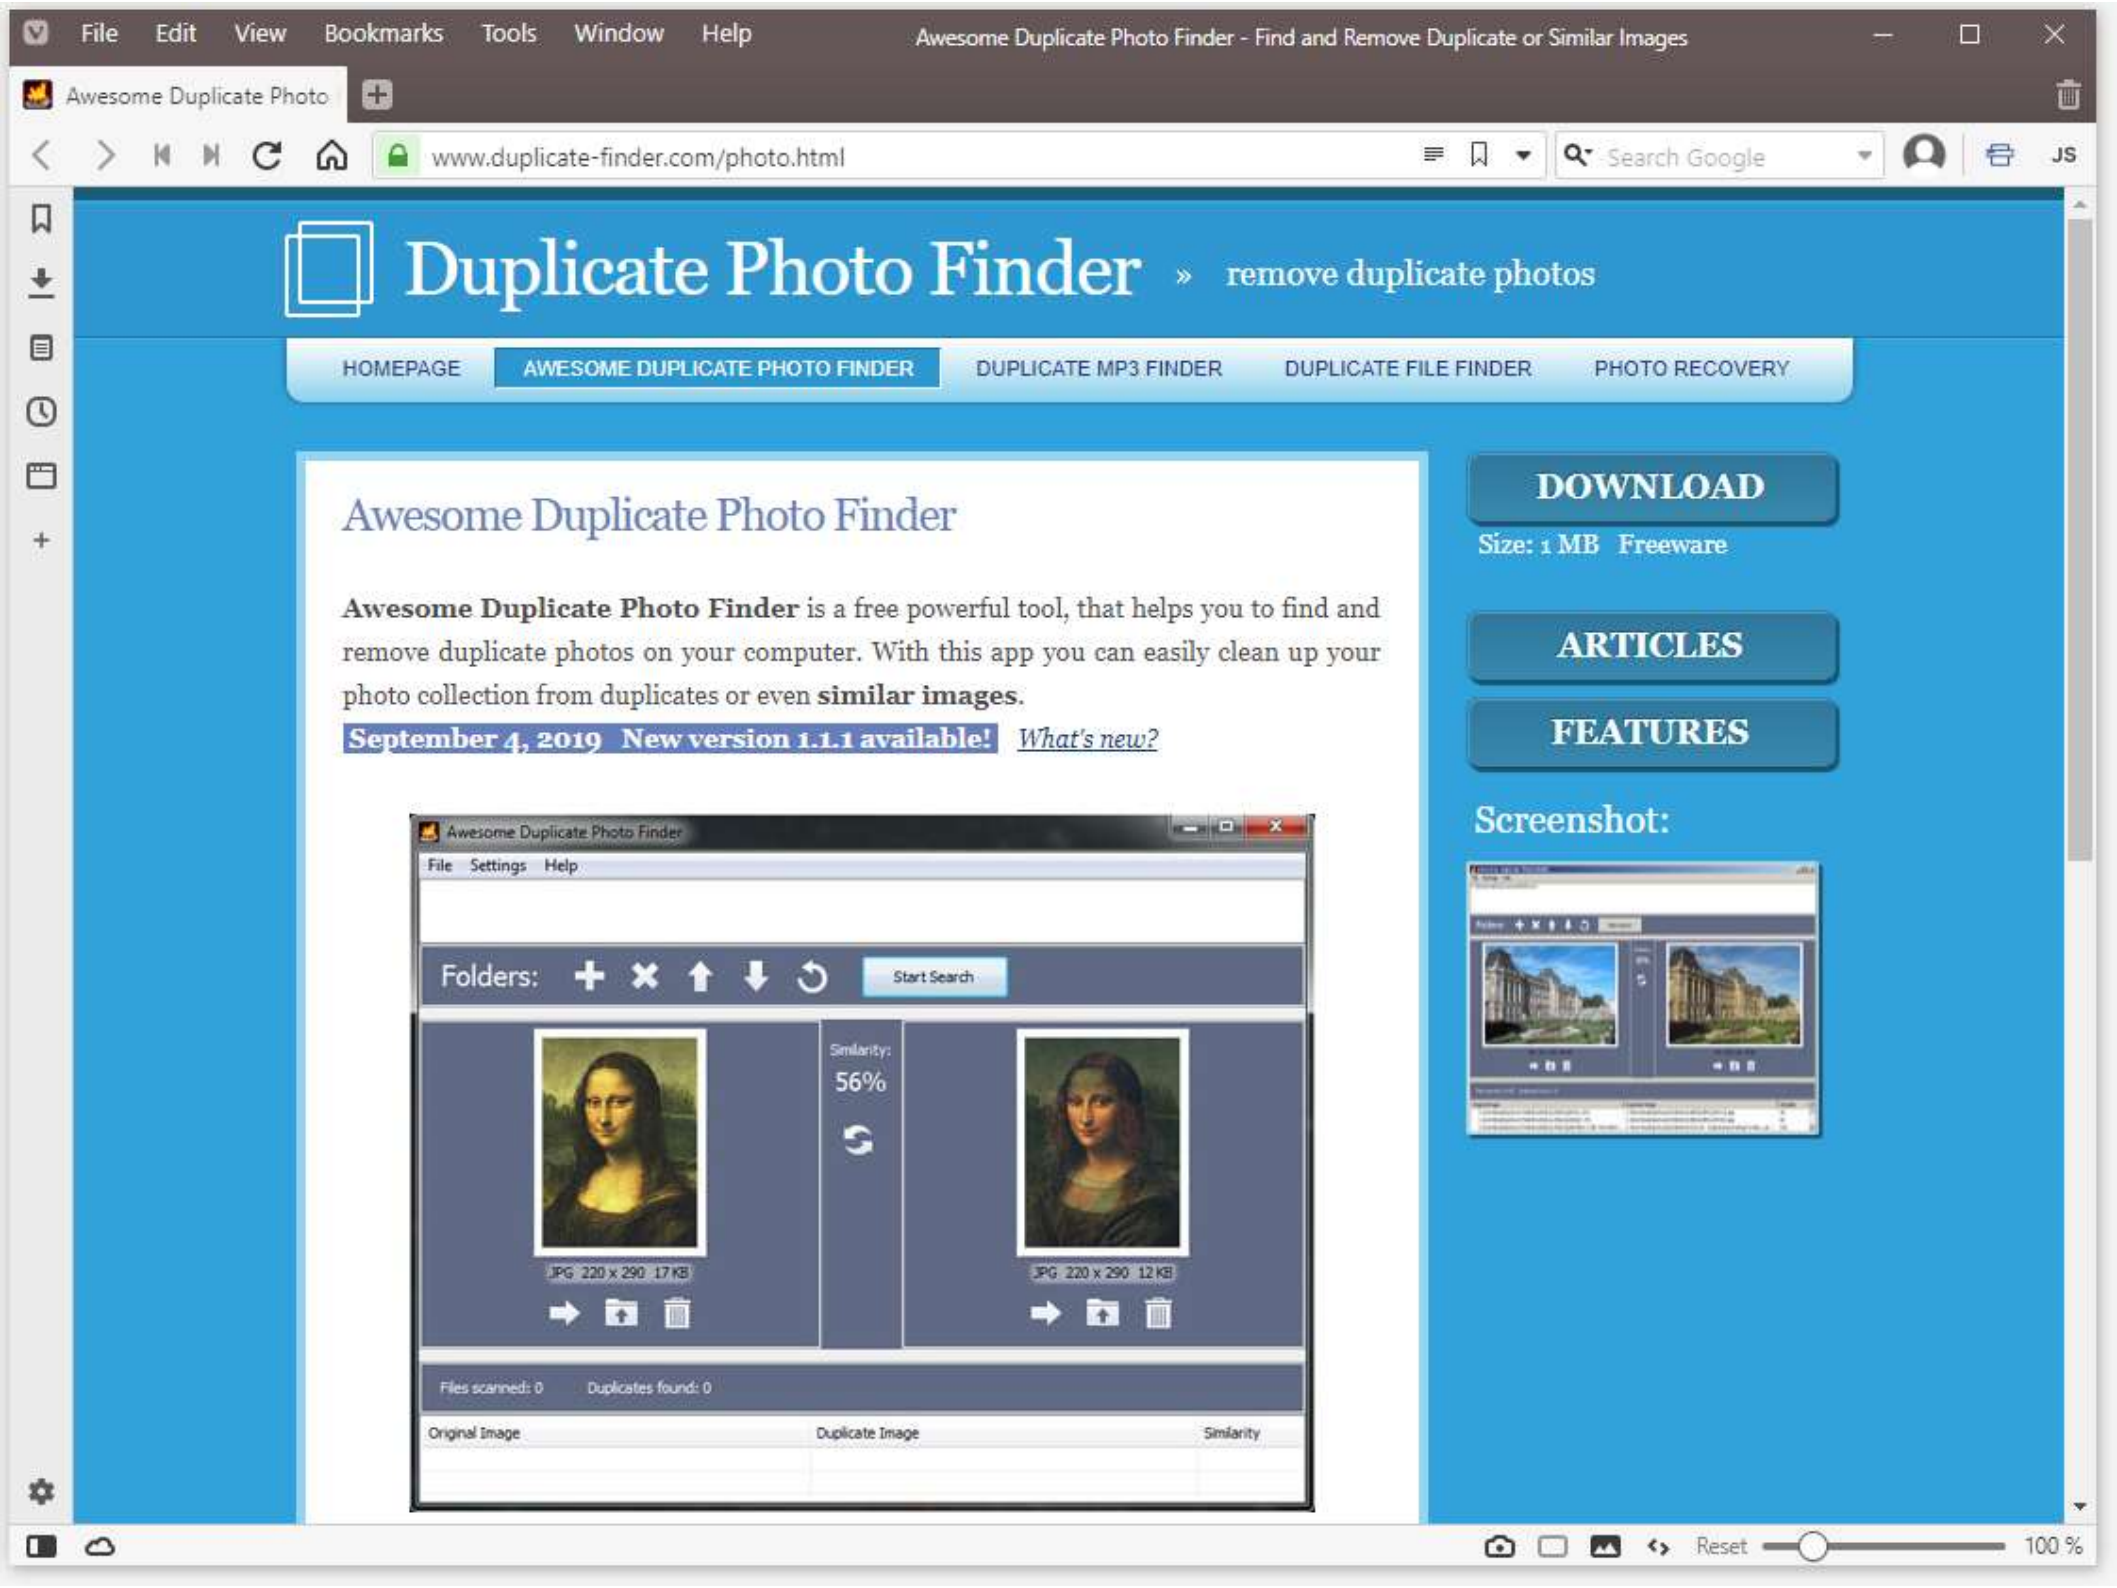 File Edit View Bookmarks Tools Window Help Awesome Duplicate Photo Finder - Find and Remove Duplicate or Similar Images
Awesome Duplicate Photo
www.duplicate-finder.com/photo.html Search Google JS
Duplicate Photo Finder » remove duplicate photos
HOMEPAGE AWESOME DUPLICATE PHOTO FINDER DUPLICATE MP3 FINDER DUPLICATE FILE FINDER PHOTO RECOVERY
Awesome Duplicate Photo Finder
Awesome Duplicate Photo Finder is a free powerful tool, that helps you to find and
remove duplicate photos on your computer. With this app you can easily clean up your
photo collection from duplicates or even similar images.
September 4, 2019 New version 1.1.1 available! What's new?
Awesome Duplicate Photo Finder
File Settings Help
Folders: Start Search
Similarity:
56%
JPG 220 x 290 17 KB JPG 220 x 290 12 KB
Files scanned: 0 Duplicates found: 0
Original Image Duplicate Image Similarity
DOWNLOAD
Size: 1 MB Freeware
ARTICLES
FEATURES
Screenshot:
Reset 100 %